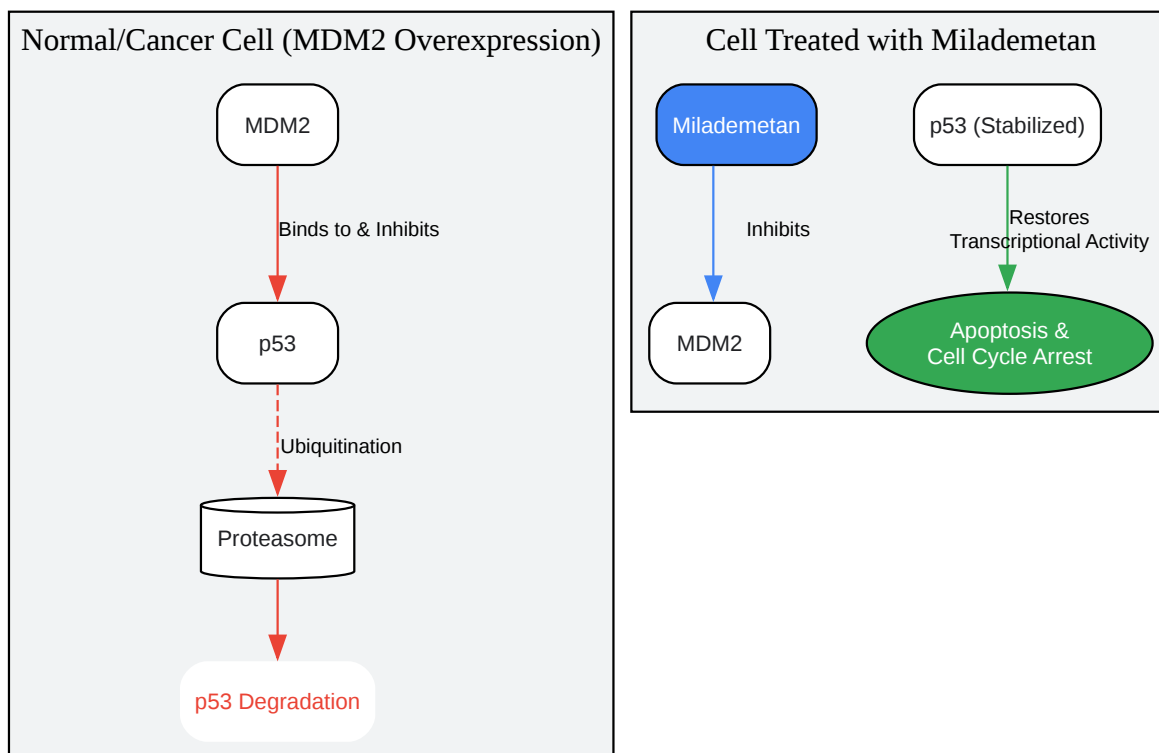 Normal/Cancer Cell (MDM2 Overexpression)
MDM2
Binds to & Inhibits
p53
Ubiquitination
Proteasome
p53 Degradation
Cell Treated with Milademetan
Milademetan
Inhibits
MDM2
p53 (Stabilized)
Restores
Transcriptional Activity
Apoptosis &
Cell Cycle Arrest